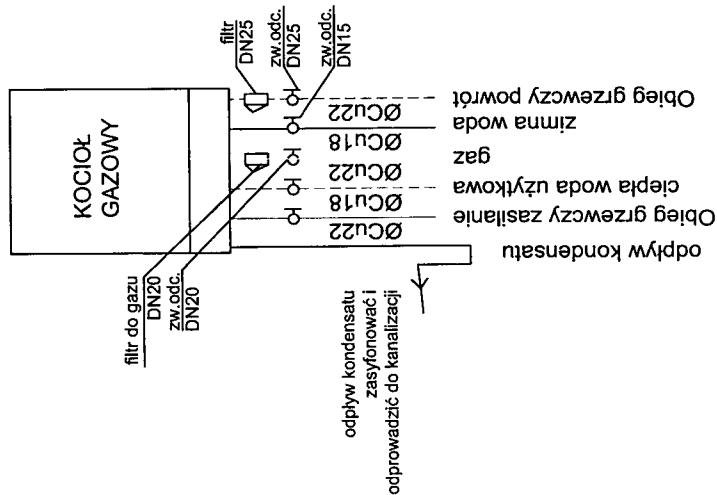 KOCIOŁ
GAZOWY
filtr
DN25
zw.odc.
DN25
zw.odc.
DN15
filtr do gazu
DN20
zw.odc.
DN20
ØCu22
ØCu18
ØCu22
ØCu18
ØCu22
Obieg grzewczy powrót
zimna woda
gaz
ciepła woda użytkowa
Obieg grzewczy zasilanie
odpływ kondensatu
odpływ kondensatu
zasyfonować i
odprowadzić do kanalizacji